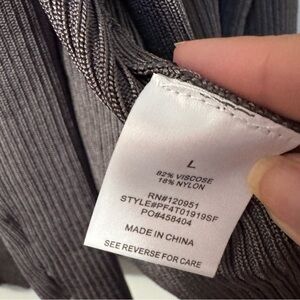 L
82% VISCOSE
18% NYLON
RN#120951
STYLE#PF4T01919SF
PO#458404
MADE IN CHINA
SEE REVERSE FOR CARE